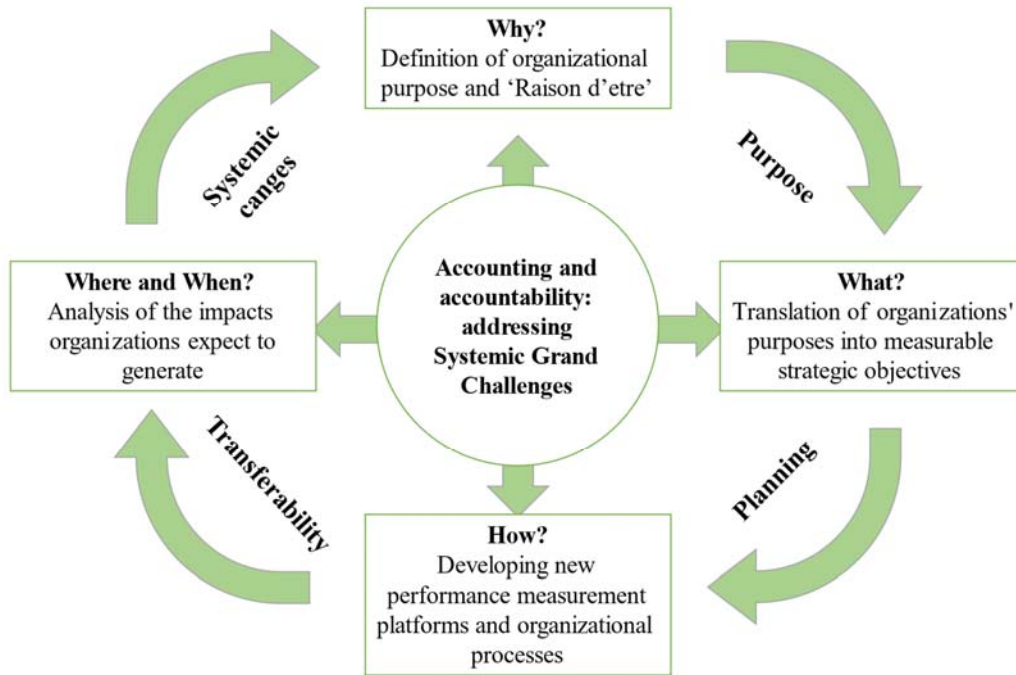 Why?
Definition of organizational
purpose and ‘Raison d’etre’
Systemic
canges
Purpose
Where and When?
Analysis of the impacts
organizations expect to
generate
Accounting and
accountability:
addressing
Systemic Grand
Challenges
What?
Translation of organizations'
purposes into measurable
strategic objectives
Transferability
Planning
How?
Developing new
performance measurement
platforms and organizational
processes